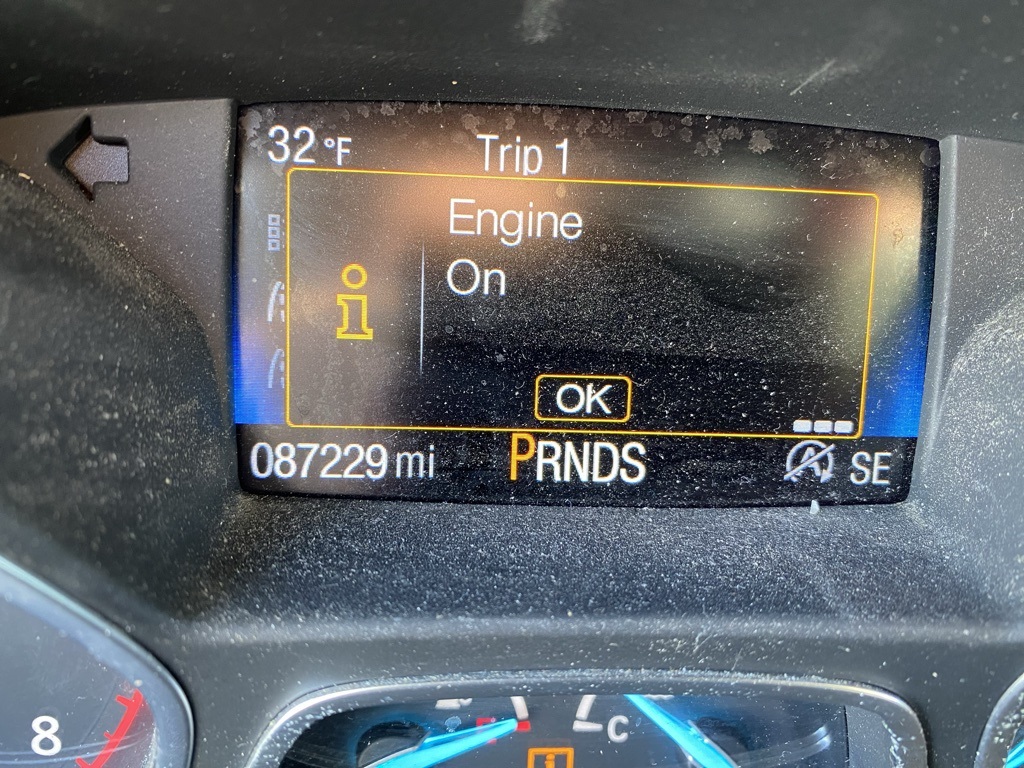 32 °F Trip 1
Engine
On
OK
087229 mi PRNDS A SE
8
E C